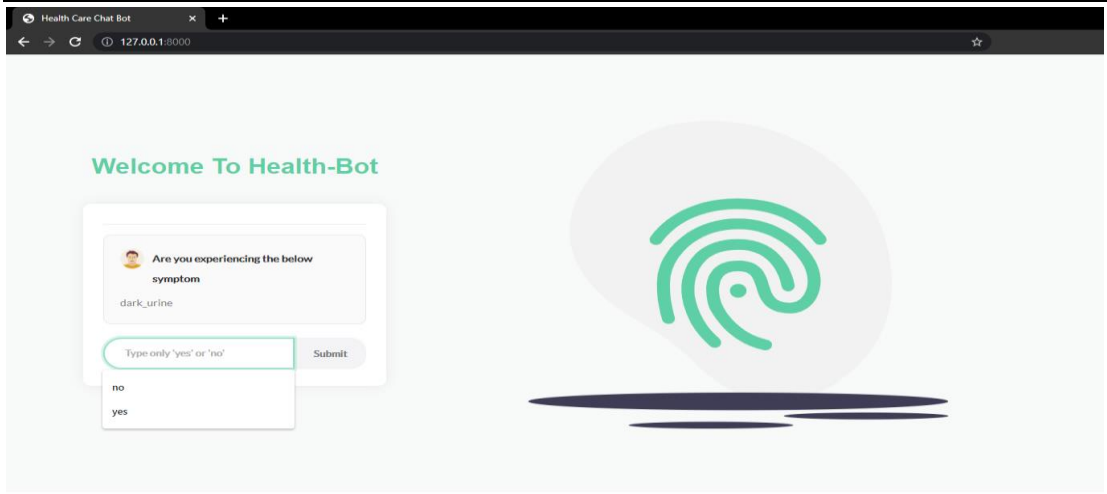 Health Care Chat Bot
127.0.0.1:8000
Welcome To Health-Bot
Are you experiencing the below
symptom
dark_urine
Type only 'yes' or 'no'
Submit
no
yes